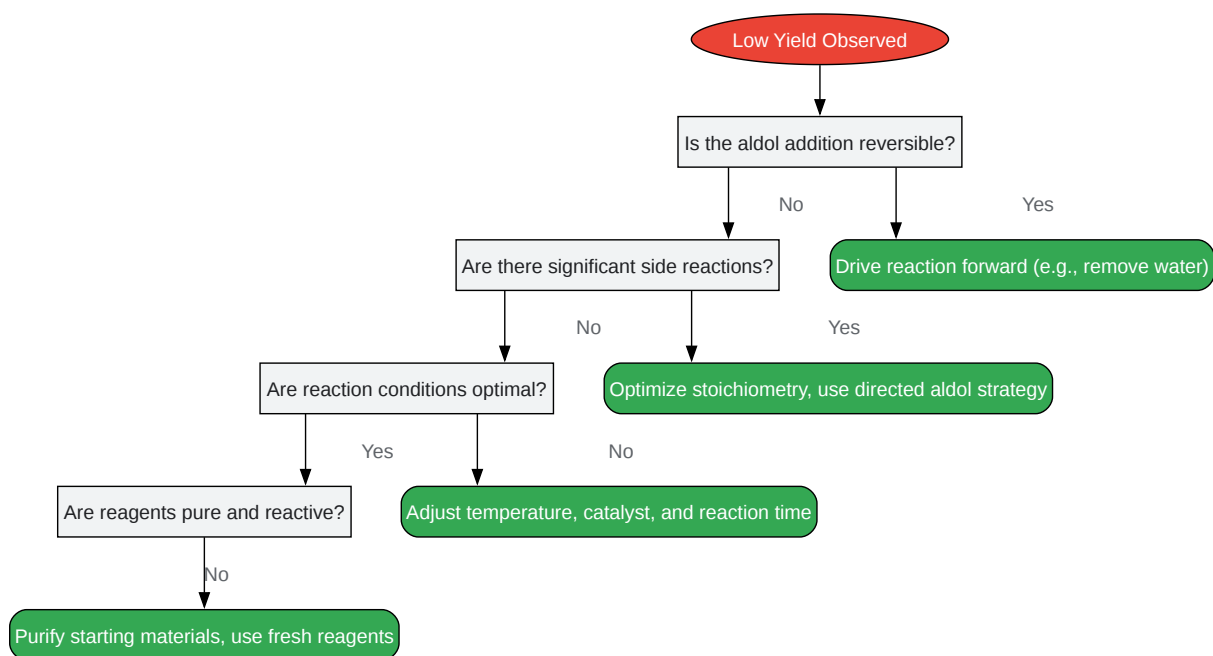 Low Yield Observed
Is the aldol addition reversible?
No
Yes
Are there significant side reactions?
Drive reaction forward (e.g., remove water)
No
Yes
Are reaction conditions optimal?
Optimize stoichiometry, use directed aldol strategy
Yes
No
Are reagents pure and reactive?
Adjust temperature, catalyst, and reaction time
No
Purify starting materials, use fresh reagents